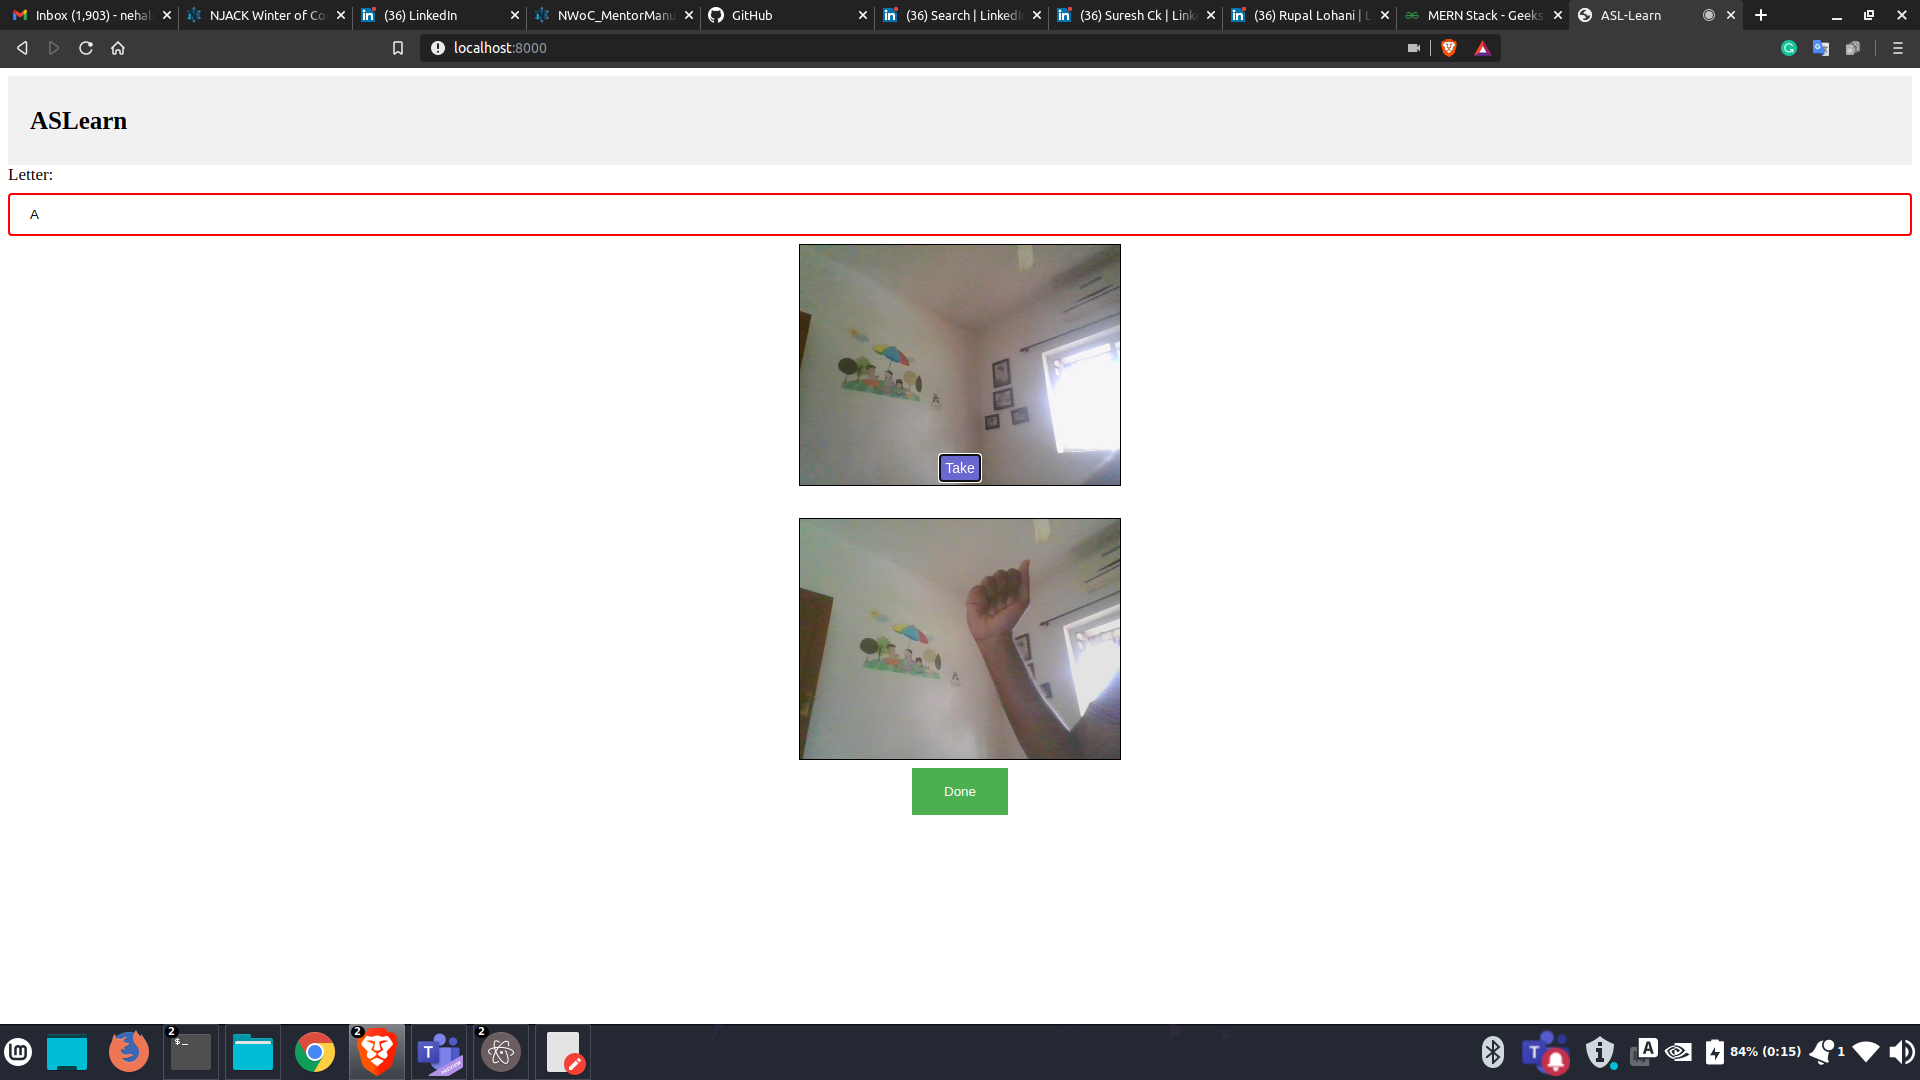 Inbox (1,903) - nehal
NJACK Winter of Co
(36) LinkedIn
NWoC_MentorManu
GitHub
(36) Search | LinkedIn
(36) Suresh Ck | Link
(36) Rupal Lohani | L
MERN Stack - Geeks
ASL-Learn
localhost:8000
ASLearn
Letter:
A
Take
Done
2
$_
2
T
PREVIEW
2
T
A
84% (0:15)
1